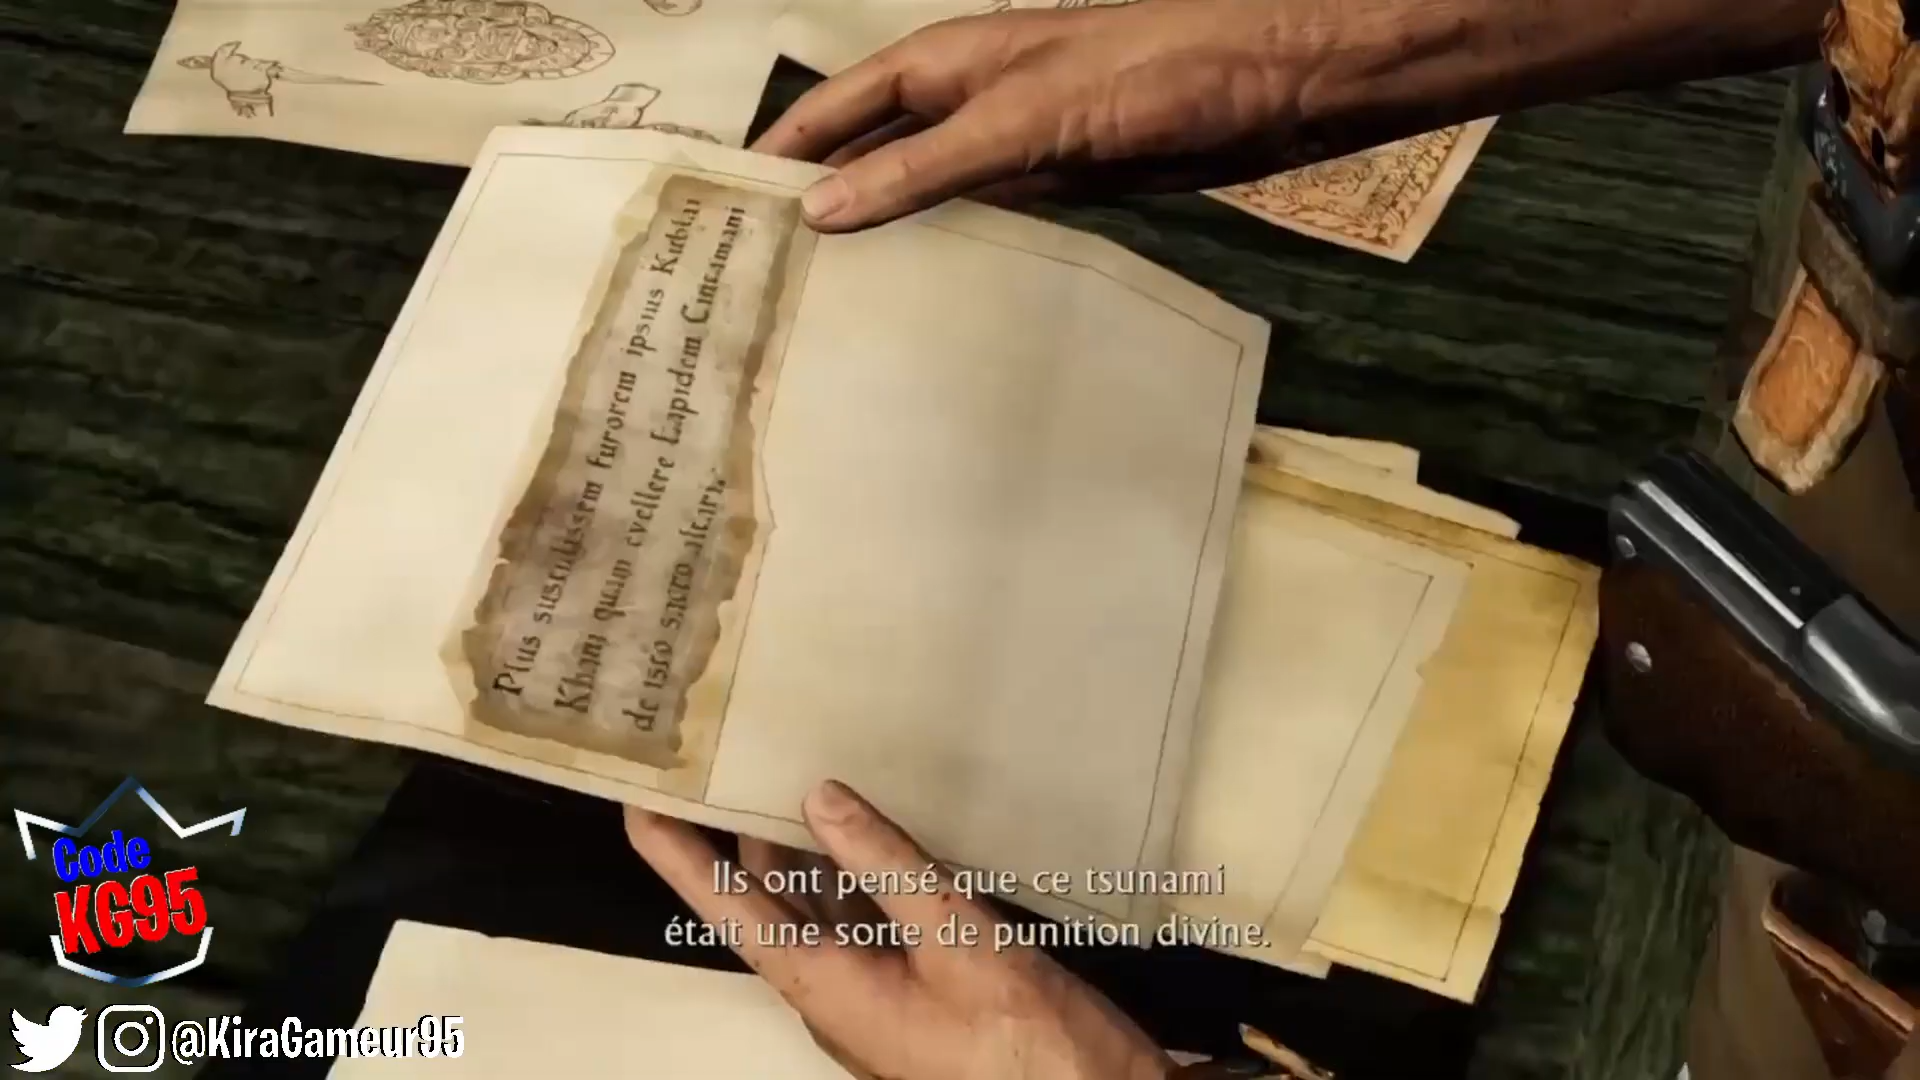 Plus sustulissem furorem ipsius Kublai
Khani quam evellere Lapidem Cintamani
de isto sacro altari.
Ils ont pensé que ce tsunami
était une sorte de punition divine.
Code
KG95
@KiraGameur95